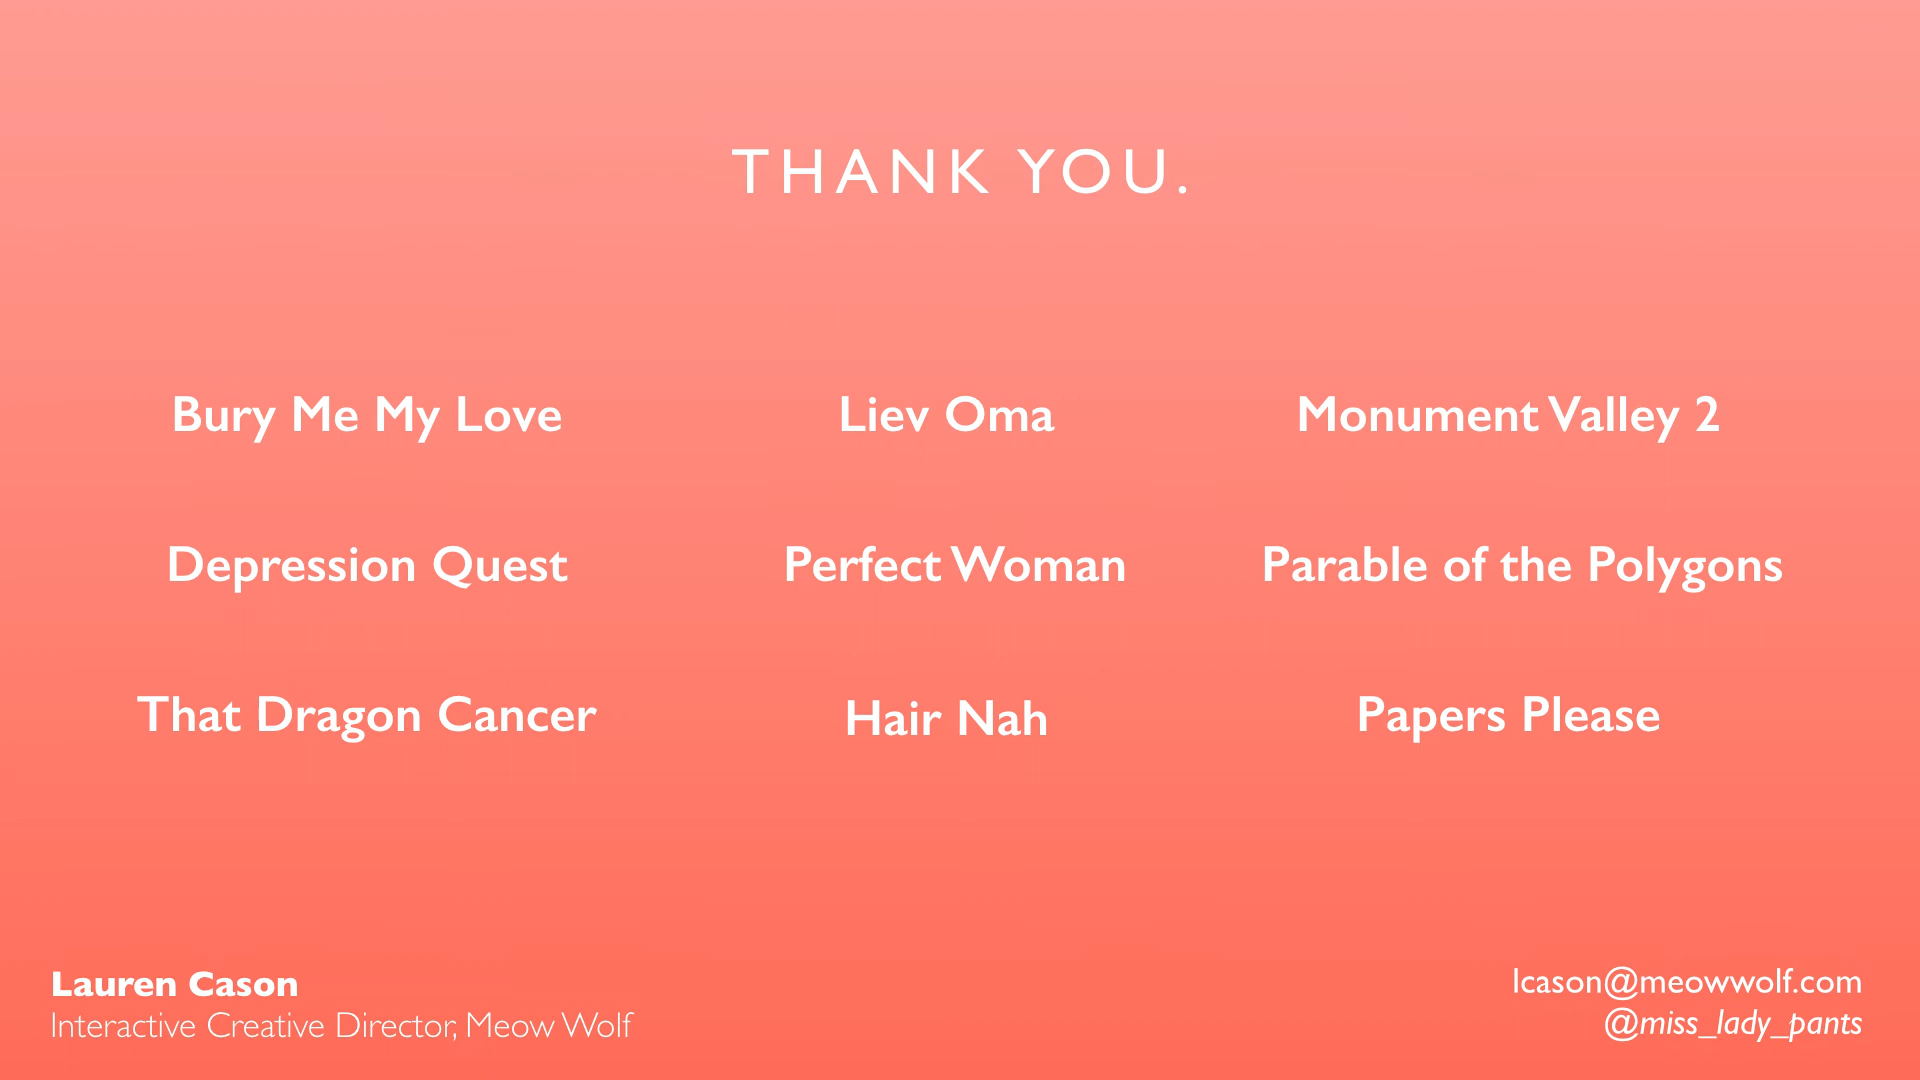 THANK YOU.
Bury Me My Love
Liev Oma
Monument Valley 2
Depression Quest
Perfect Woman
Parable of the Polygons
That Dragon Cancer
Hair Nah
Papers Please
Lauren Cason
Interactive Creative Director, Meow Wolf
lcason@meowwolf.com
@miss_lady_pants